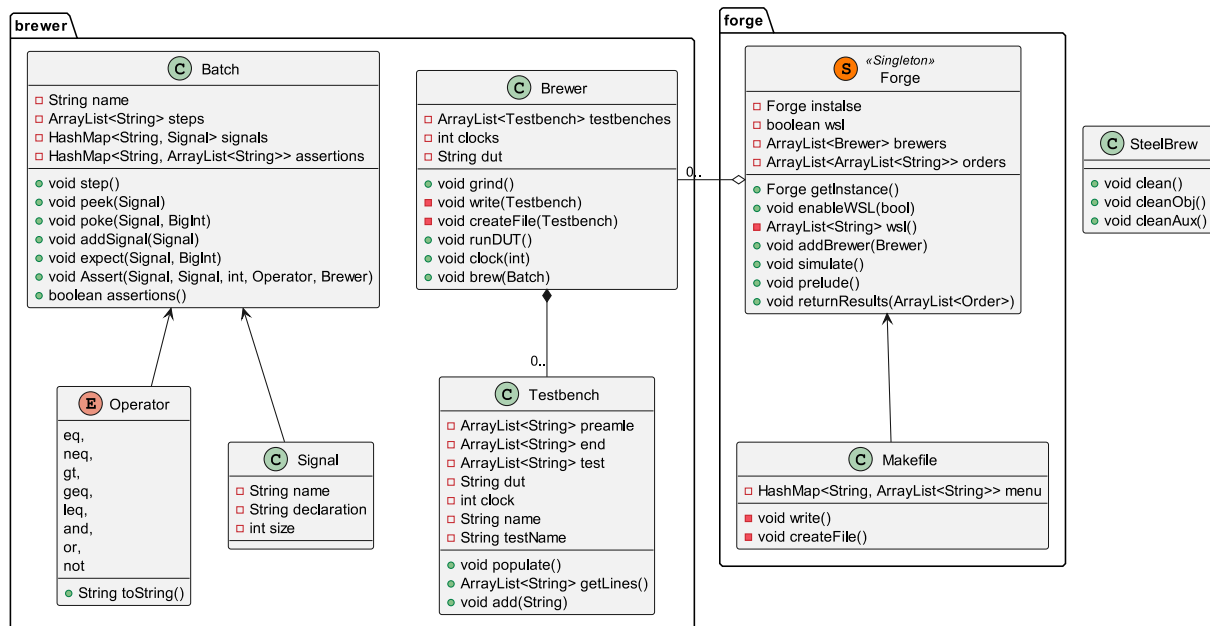 brewer
C Batch
String name
ArrayList<String> steps
HashMap<String, Signal> signals
HashMap<String, ArrayList<String>> assertions
void step()
void peek(Signal)
void poke(Signal, BigInt)
void addSignal(Signal)
void expect(Signal, BigInt)
void Assert(Signal, Signal, int, Operator, Brewer)
boolean assertions()
C Brewer
ArrayList<Testbench> testbenches
int clocks
String dut
void grind()
void write(Testbench)
void createFile(Testbench)
void runDUT()
void clock(int)
void brew(Batch)
0..
0..
E Operator
eq,
neq,
gt,
geq,
leq,
and,
or,
not
String toString()
C Signal
String name
String declaration
int size
C Testbench
ArrayList<String> preamle
ArrayList<String> end
ArrayList<String> test
String dut
int clock
String name
String testName
void populate()
ArrayList<String> getLines()
void add(String)
forge
S «Singleton»
Forge
Forge instalse
boolean wsl
ArrayList<Brewer> brewers
ArrayList<ArrayList<String>> orders
Forge getInstance()
void enableWSL(bool)
ArrayList<String> wsl()
void addBrewer(Brewer)
void simulate()
void prelude()
void returnResults(ArrayList<Order>)
C Makefile
HashMap<String, ArrayList<String>> menu
void write()
void createFile()
C SteelBrew
void clean()
void cleanObj()
void cleanAux()